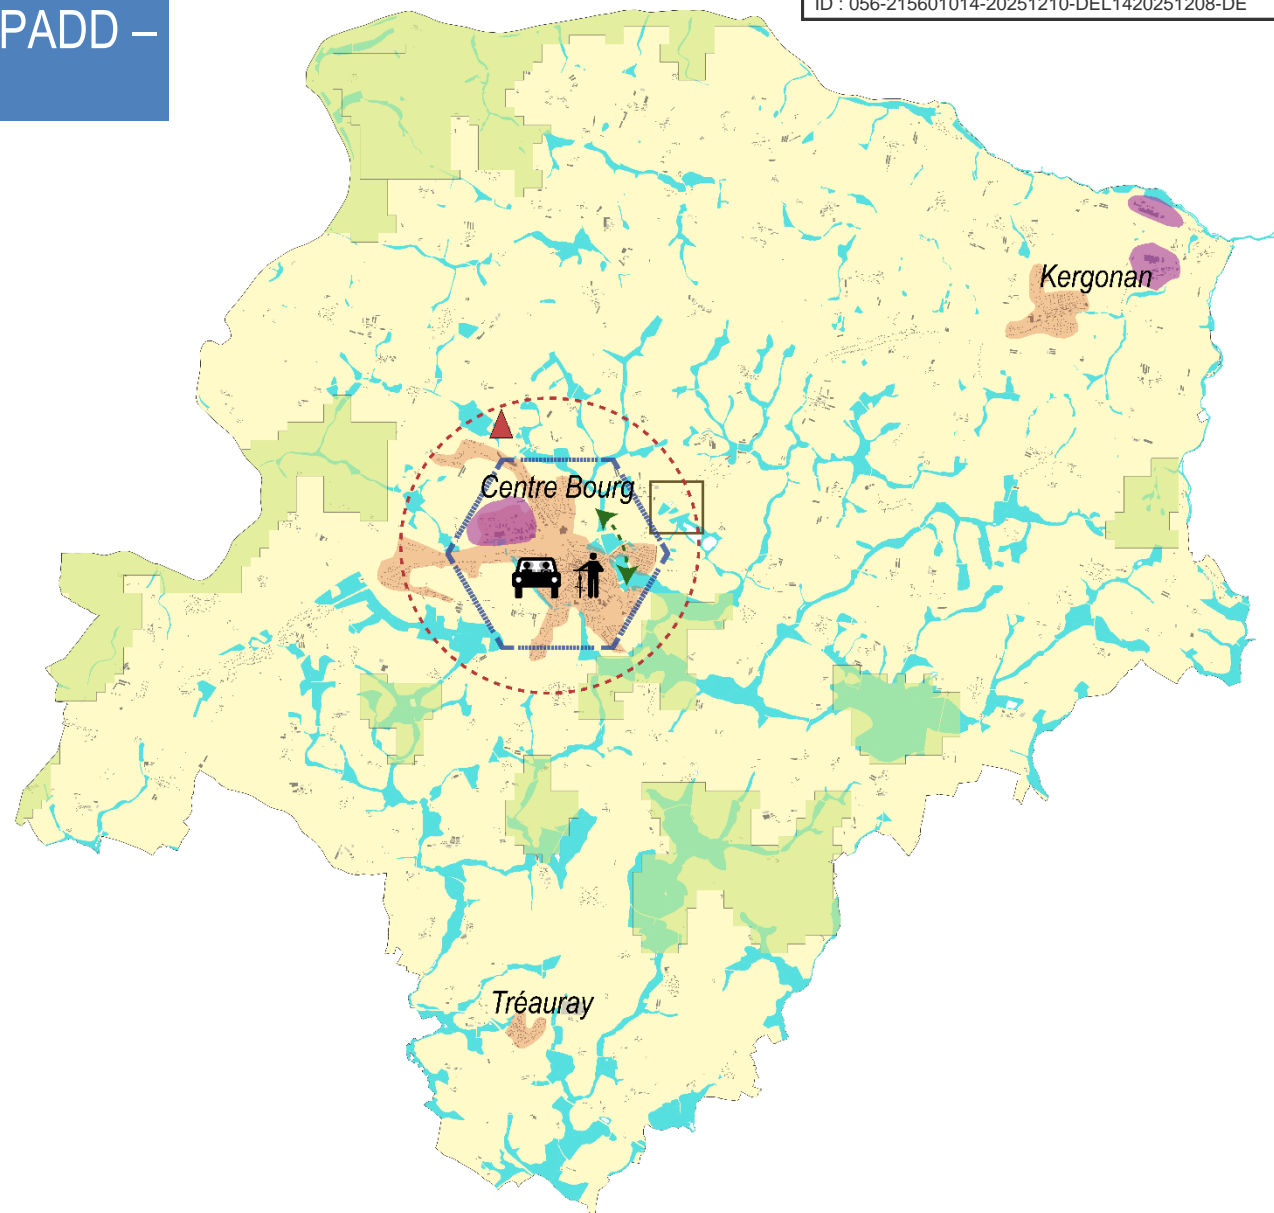 PADD –
ID : 056-215601014-20251210-DEL1420251208-DE
Kergonan
Centre Bourg
Tréauray